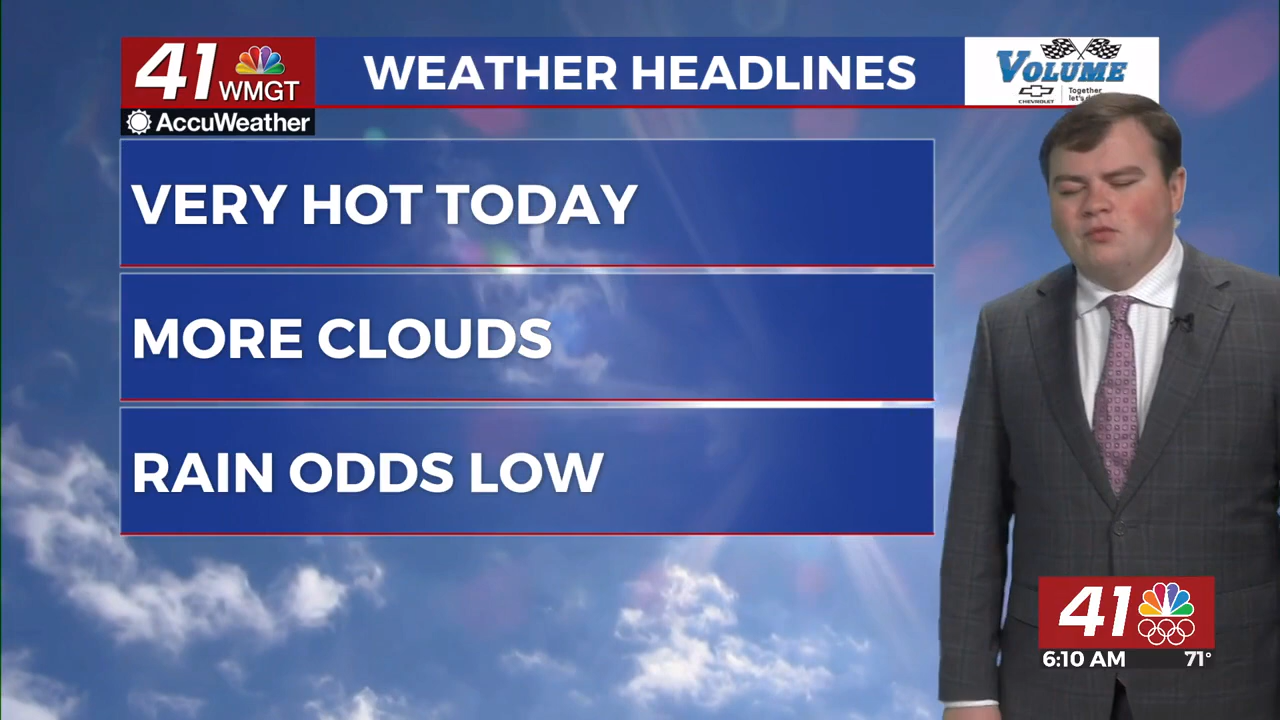 41 WMGT
WEATHER HEADLINES
VOLUME
CHEVROLET
Together
AccuWeather
VERY HOT TODAY
MORE CLOUDS
RAIN ODDS LOW
41
6:10 AM 71°